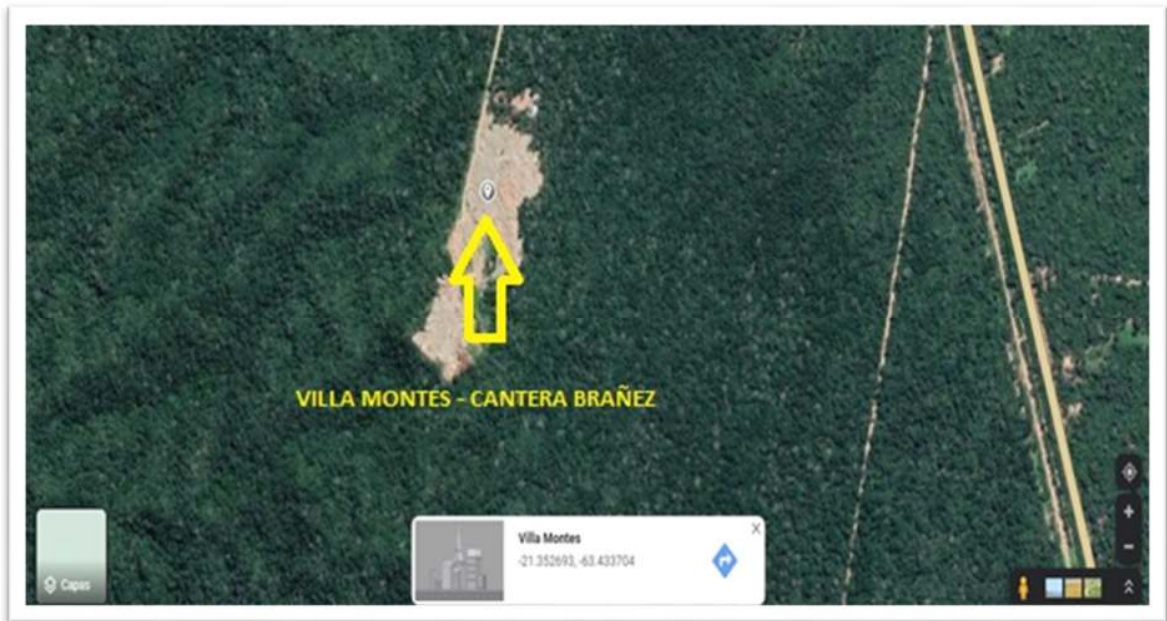 VILLA MONTES - CANTERA BRAÑEZ
Villa Montes
-21.352693, -63.433704
Capas